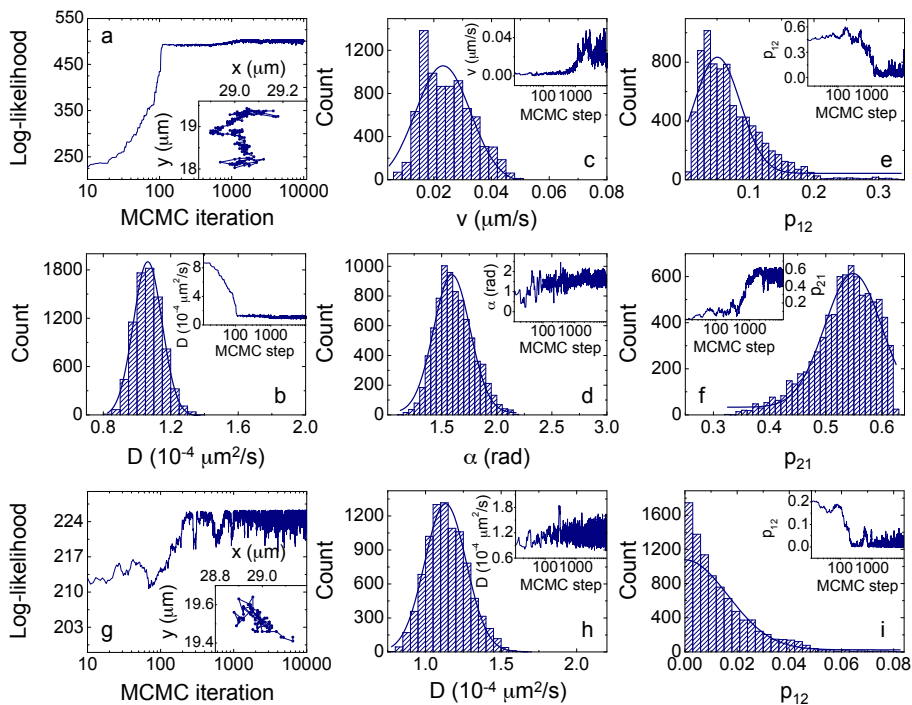 a
Log-likelihood
550
500
450
400
350
300
250
10
100
1000
10000
MCMC iteration
x (μm)
29.0
29.2
y (μm)
19
18
c
Count
1200
800
400
0
0.02
0.04
0.06
0.08
v (μm/s)
v (μm/s)
0.04
0.00
100
1000
MCMC step
e
Count
1000
800
600
400
200
0
0.0
0.1
0.2
0.3
p12
p12
0.6
0.3
0.0
100
1000
MCMC step
b
Count
1800
1200
600
0
0.8
1.2
1.6
2.0
D (10-4 μm2/s)
D (10-4 μm2/s)
8
4
0
100
1000
MCMC step
d
Count
1000
800
600
400
200
0
1.0
1.5
2.0
2.5
3.0
α (rad)
α (rad)
2
1
0
100
1000
MCMC step
f
Count
600
400
200
0
0.3
0.4
0.5
0.6
p21
p21
0.6
0.4
0.2
100
1000
MCMC step
g
Log-likelihood
224
217
210
203
10
100
1000
10000
MCMC iteration
x (μm)
28.8
29.0
y (μm)
19.6
19.4
h
Count
1200
900
600
300
0
1.0
1.5
2.0
D (10-4 μm2/s)
D (10-4 μm2/s)
1.8
1.2
0.6
100
1000
MCMC step
i
Count
1600
1200
800
400
0
0.00
0.02
0.04
0.06
0.08
p12
p12
0.2
0.1
0.0
100
1000
MCMC step